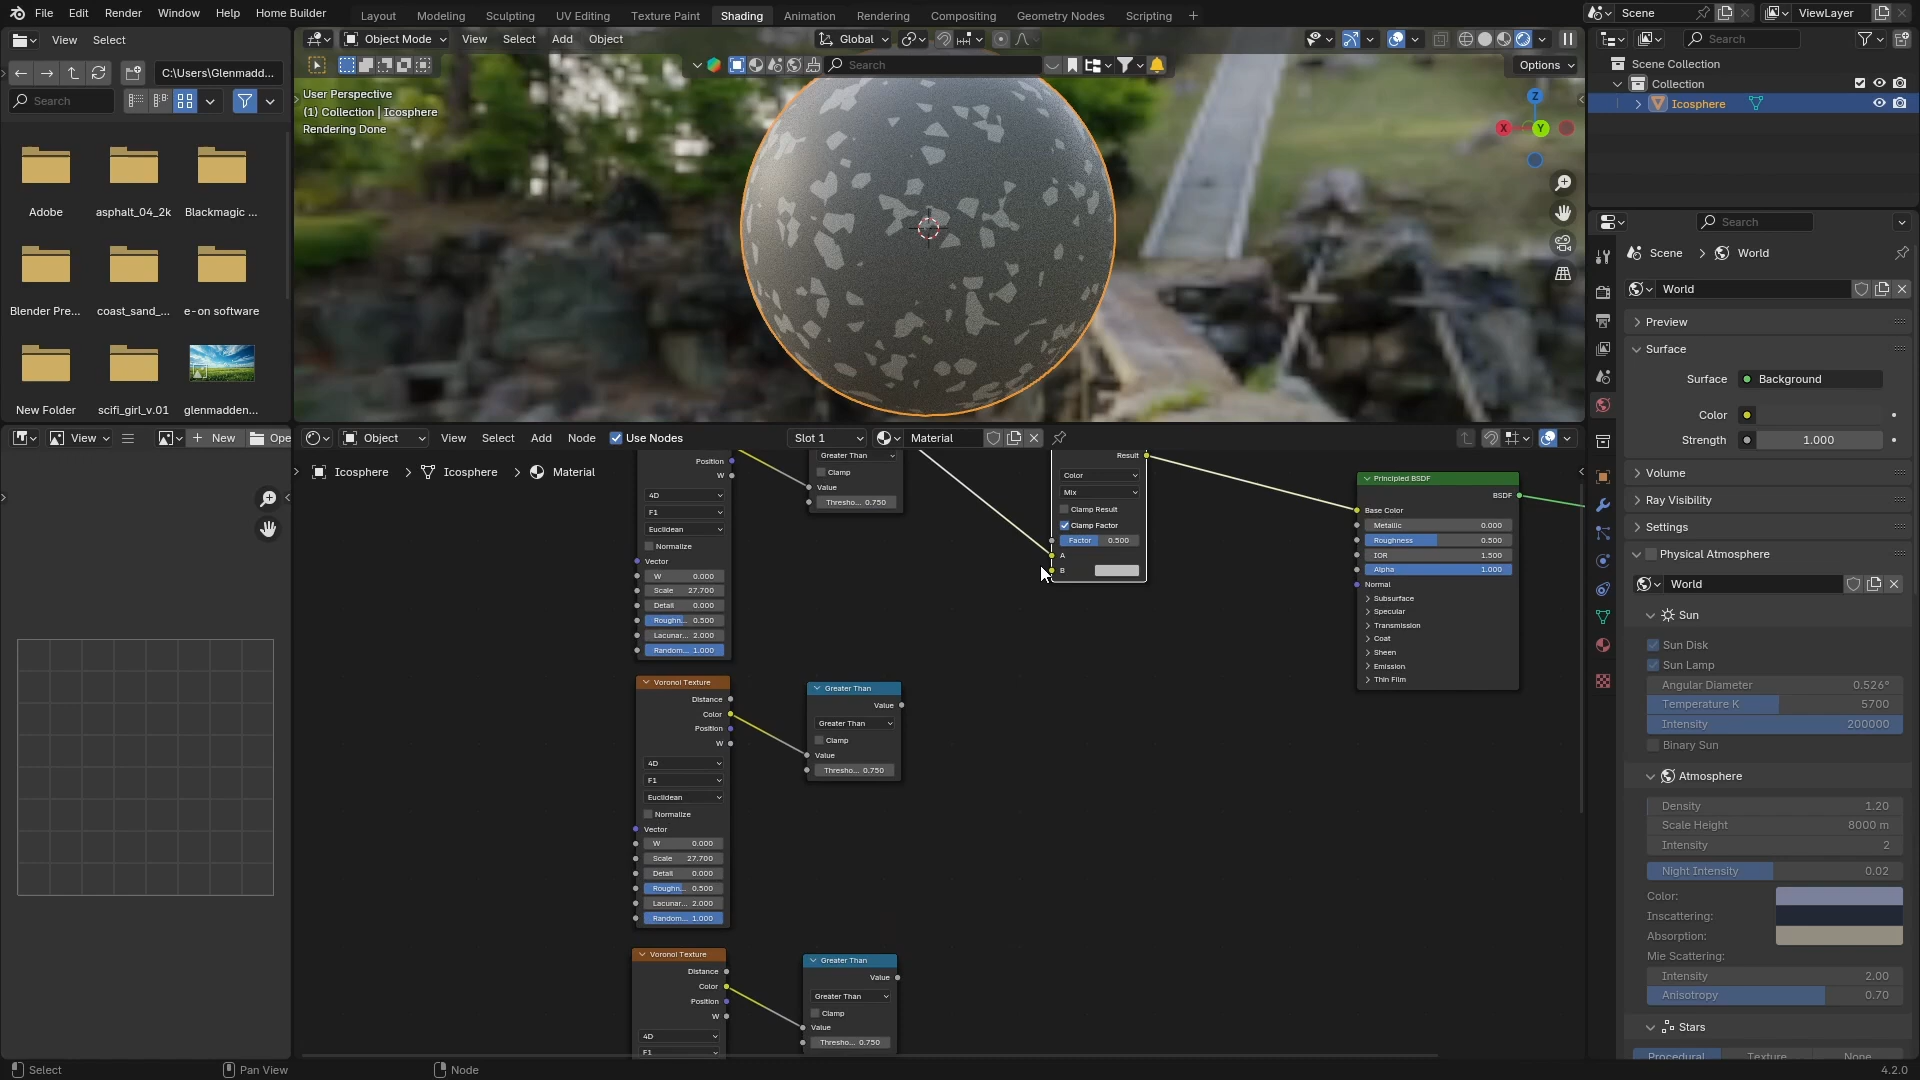 File Edit Render Window Help Home Builder Layout Modeling Sculpting UV Editing Texture Paint Shading Animation Rendering Compositing Geometry Nodes Scripting + Scene ViewLayer
View Select Object Mode View Select Add Object Global Search
C:\Users\Glenmadd... Search Options Scene Collection
Search Collection
User Perspective Icosphere
(1) Collection | Icosphere
Rendering Done
Z
X Y
Adobe asphalt_04_2k Blackmagic ...
Blender Pre... coast_sand_... e-on software
New Folder scifi_girl_v.01 glenmadden...
Search
Scene > World
World
Preview
Surface
Surface Background
Color
Strength 1.000
Volume
Ray Visibility
Settings
Physical Atmosphere
World
Sun
Sun Disk
Sun Lamp
Angular Diameter 0.526°
Temperature K 5700
Intensity 200000
Binary Sun
Atmosphere
Density 1.20
Scale Height 8000 m
Intensity 2
Night Intensity 0.02
Color:
Inscattering:
Absorption:
Mie Scattering:
Intensity 2.00
Anisotropy 0.70
Stars
Procedural Texture None
View + New Ope
Object View Select Add Node Use Nodes Slot 1 Material
Icosphere > Icosphere > Material
Position
W
4D
F1
Euclidean
Normalize
Vector
W 0.000
Scale 27.700
Detail 0.000
Roughn... 0.500
Lacunar... 2.000
Random... 1.000
Greater Than
Clamp
Value
Thresho... 0.750
Result
Color
Mix
Clamp Result
Clamp Factor
Factor 0.500
A
B
Principled BSDF
BSDF
Base Color
Metallic 0.000
Roughness 0.500
IOR 1.500
Alpha 1.000
Normal
Subsurface
Specular
Transmission
Coat
Sheen
Emission
Thin Film
Voronoi Texture
Distance
Color
Position
W
4D
F1
Euclidean
Normalize
Vector
W 0.000
Scale 27.700
Detail 0.000
Roughn... 0.500
Lacunar... 2.000
Random... 1.000
Greater Than
Value
Greater Than
Clamp
Value
Thresho... 0.750
Voronoi Texture
Distance
Color
Position
W
4D
F1
Greater Than
Value
Greater Than
Clamp
Value
Thresho... 0.750
Select Pan View Node 4.2.0